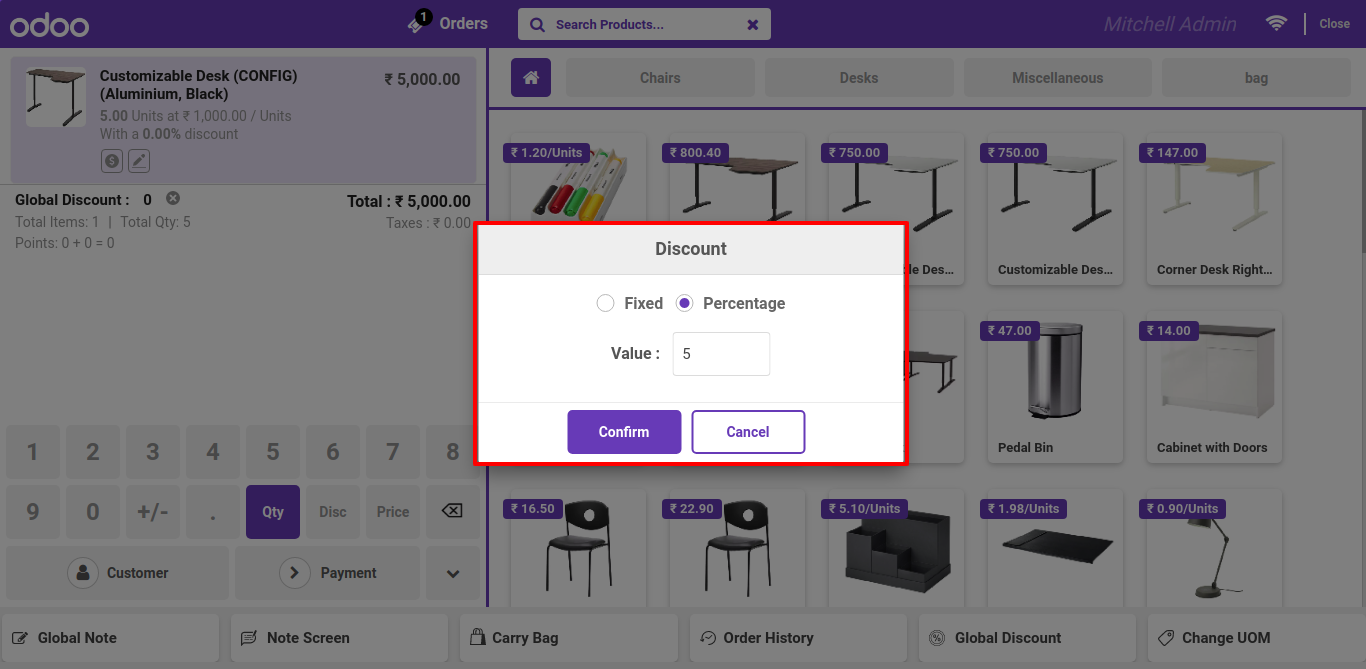 odoo
1
Orders
Search Products...
Mitchell Admin
Close
Customizable Desk (CONFIG) (Aluminium, Black)
₹ 5,000.00
5.00 Units at ₹ 1,000.00 / Units
With a 0.00% discount
Global Discount : 0
Total : ₹ 5,000.00
Total Items: 1 | Total Qty: 5
Taxes : ₹ 0.00
Points: 0 + 0 = 0
Chairs
Desks
Miscellaneous
bag
₹ 1.20/Units
₹ 800.40
₹ 750.00
₹ 750.00
₹ 147.00
le Des...
Customizable Des...
Corner Desk Right...
Discount
Fixed
Percentage
Value :
5
Confirm
Cancel
₹ 47.00
₹ 14.00
Pedal Bin
Cabinet with Doors
1 2 3 4 5 6 7 8
9 0 +/- . Qty Disc Price
Customer
Payment
₹ 16.50
₹ 22.90
₹ 5.10/Units
₹ 1.98/Units
₹ 0.90/Units
Global Note
Note Screen
Carry Bag
Order History
Global Discount
Change UOM